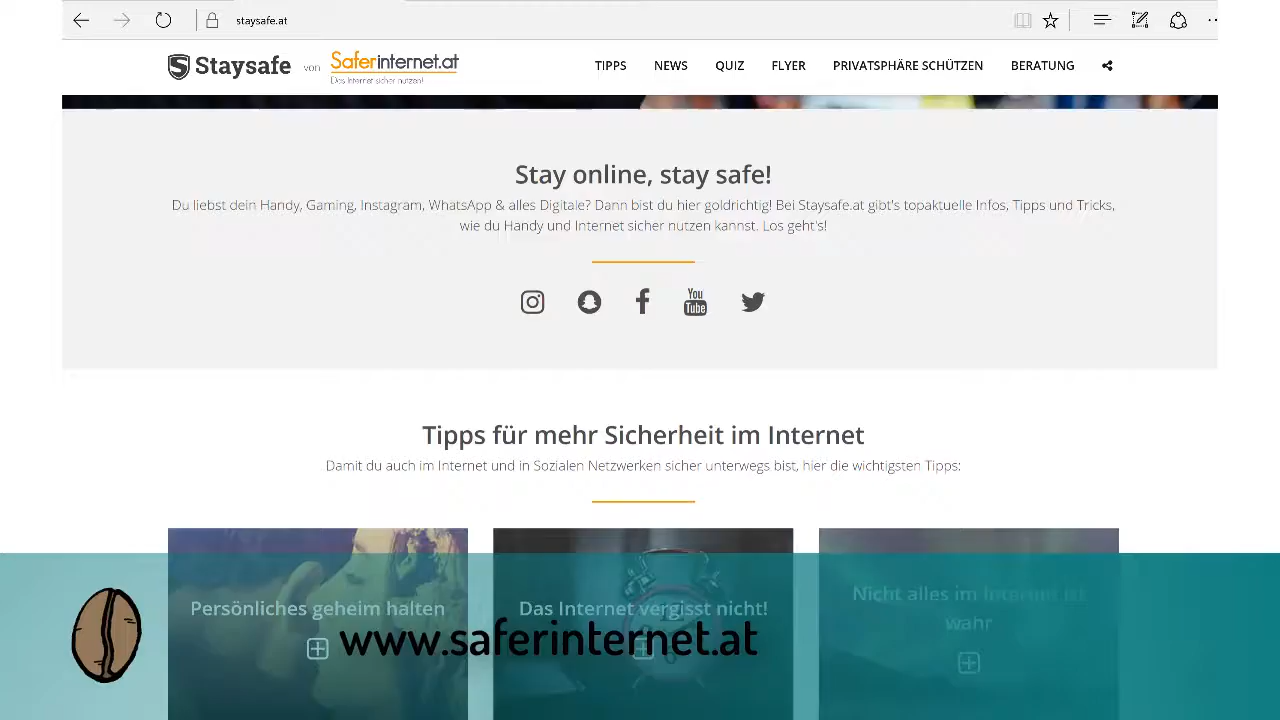 staysafe.at
Staysafe von Saferinternet.at
Das Internet sicher nutzen!
TIPPS NEWS QUIZ FLYER PRIVATSPHÄRE SCHÜTZEN BERATUNG
Stay online, stay safe!
Du liebst dein Handy, Gaming, Instagram, WhatsApp & alles Digitale? Dann bist du hier goldrichtig! Bei Staysafe.at gibt's topaktuelle Infos, Tipps und Tricks,
wie du Handy und Internet sicher nutzen kannst. Los geht's!
You
Tube
Tipps für mehr Sicherheit im Internet
Damit du auch im Internet und in Sozialen Netzwerken sicher unterwegs bist, hier die wichtigsten Tipps:
Persönliches geheim halten
Das Internet vergisst nicht!
Nicht alles im Internet ist
wahr
www.saferinternet.at